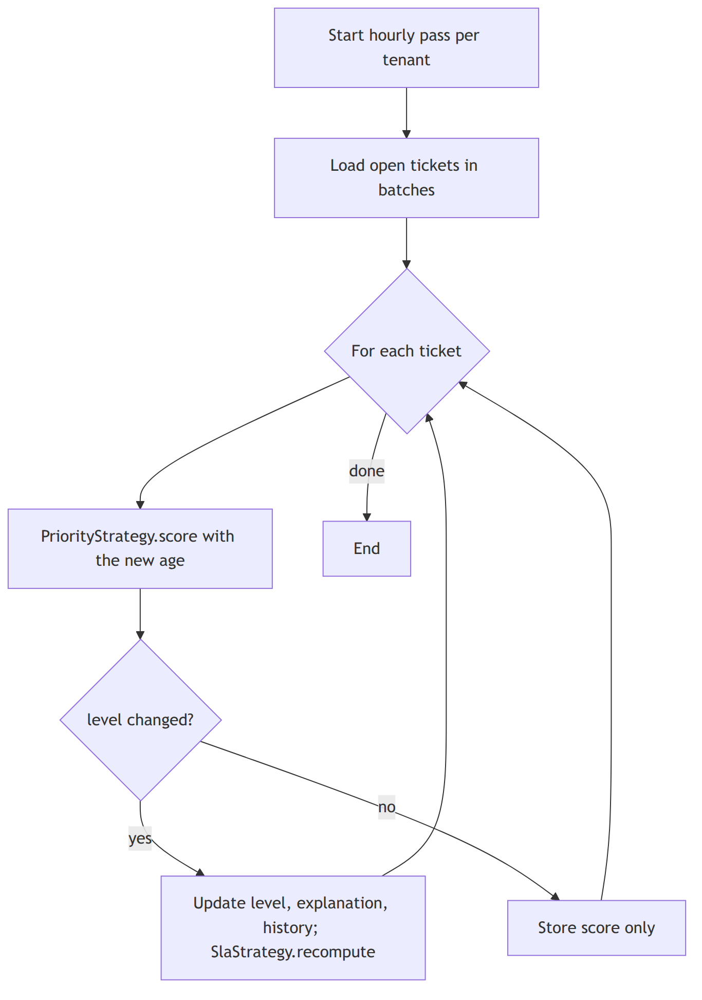 Start hourly pass per
tenant
Load open tickets in
batches
For each ticket
done
PriorityStrategy.score with
the new age
End
level changed?
no
yes
Update level, explanation,
history;
SlaStrategy.recompute
Store score only